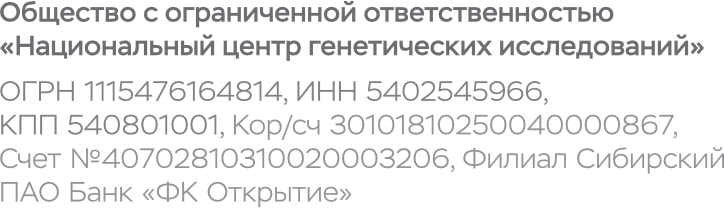 Общество с ограниченной ответственностью
«Национальный центр генетических исследований»
ОГРН 1115476164814, ИНН 5402545966,
КПП 540801001, Кор/сч 30101810250040000867,
Счет №40702810310020003206, Филиал Сибирский
ПАО Банк «ФК Открытие»